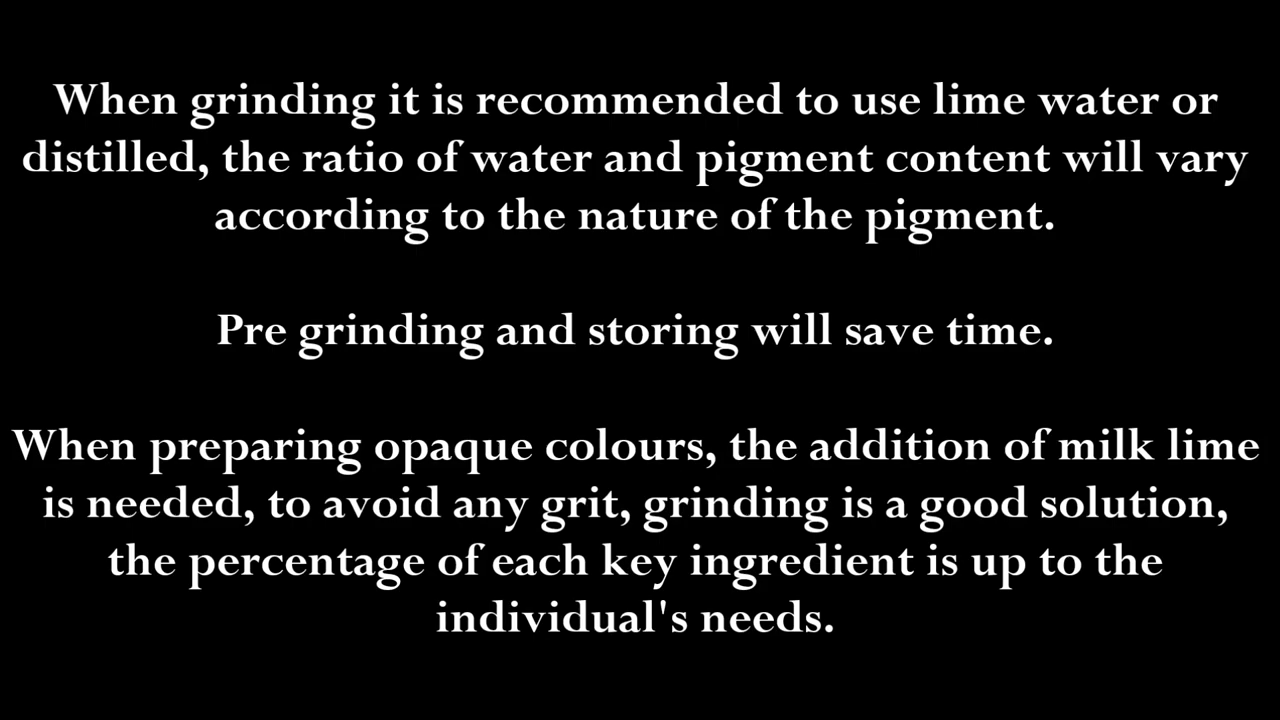 When grinding it is recommended to use lime water or
distilled, the ratio of water and pigment content will vary
according to the nature of the pigment.
Pre grinding and storing will save time.
When preparing opaque colours, the addition of milk lime
is needed, to avoid any grit, grinding is a good solution,
the percentage of each key ingredient is up to the
individual's needs.